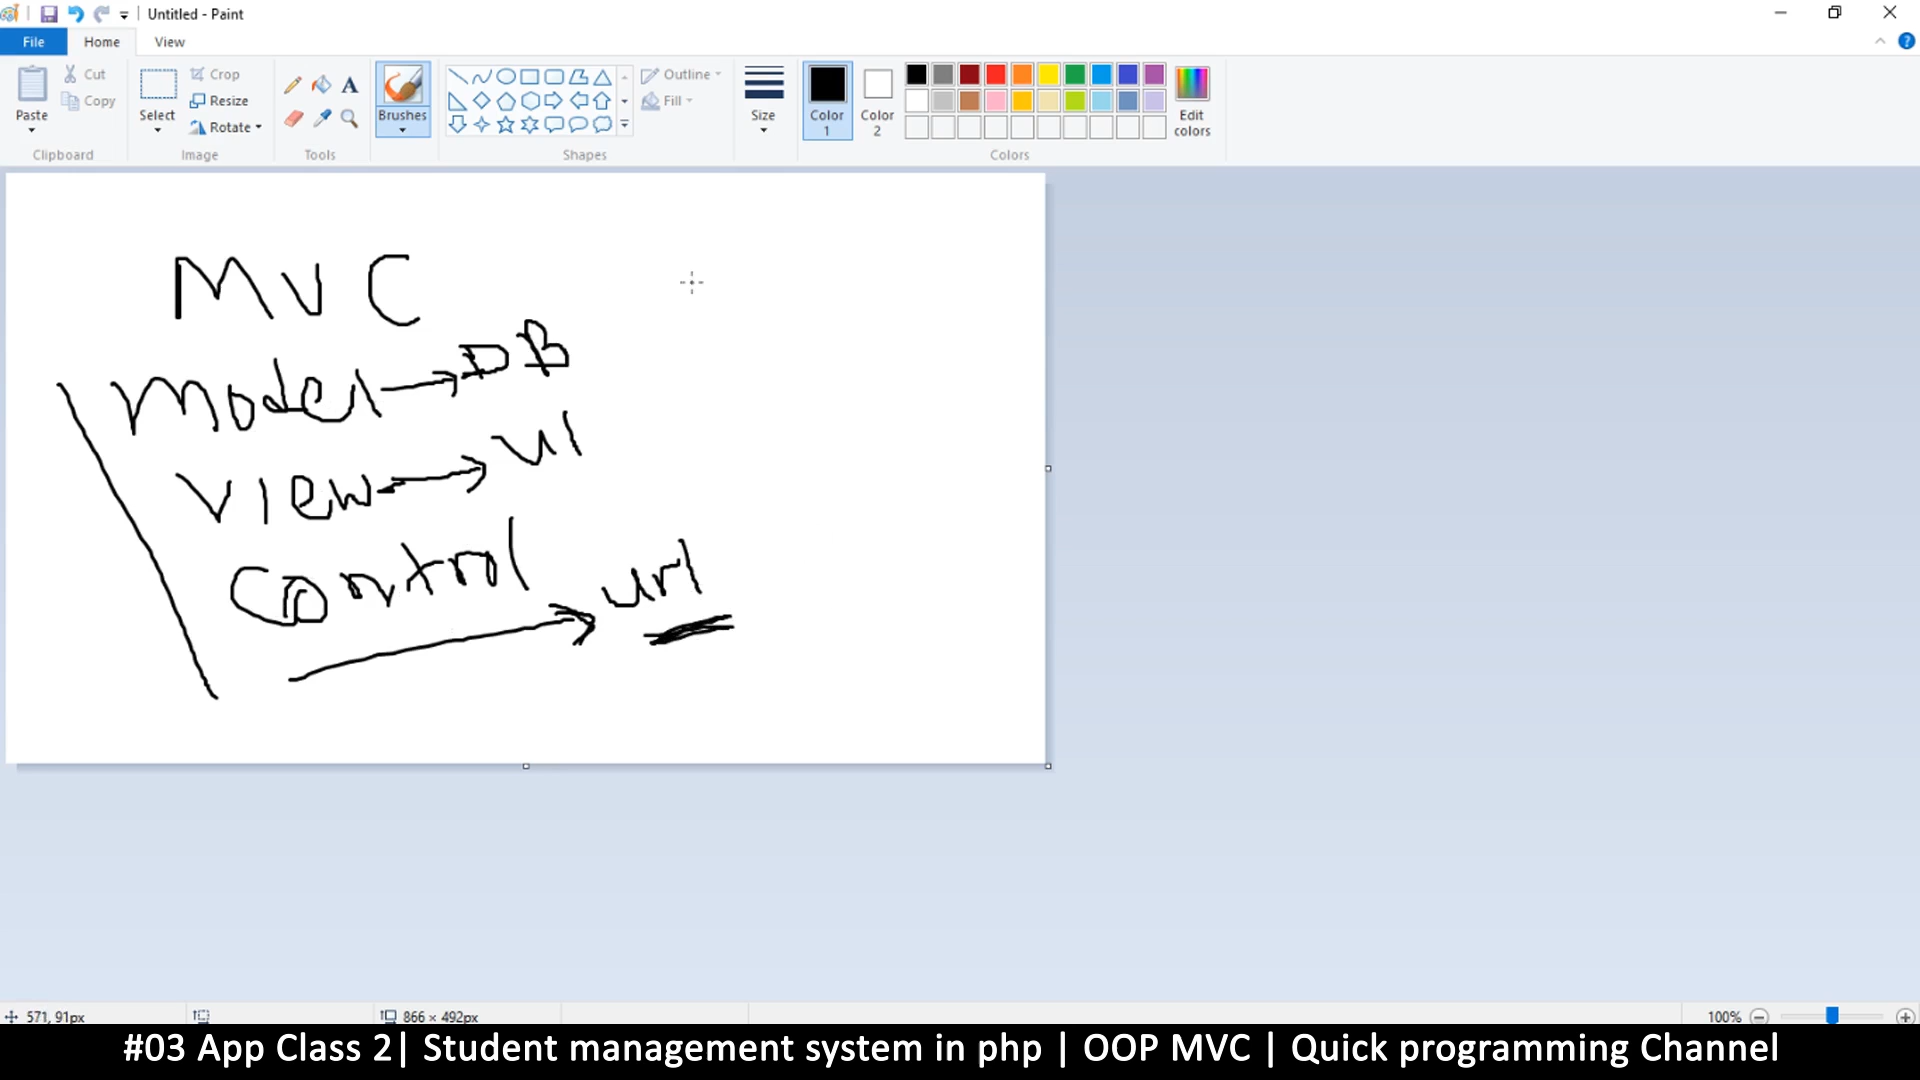 Untitled - Paint
File Home View
Paste Cut Copy Clipboard
Select Crop Resize Rotate Image
Tools
Brushes
Shapes
Outline Fill
Size
Color 1
Color 2
Edit colors
Colors
MVC
Model → DB
View → UI
Control → url
571, 91px
866 × 492px
100%
#03 App Class 2| Student management system in php | OOP MVC | Quick programming Channel